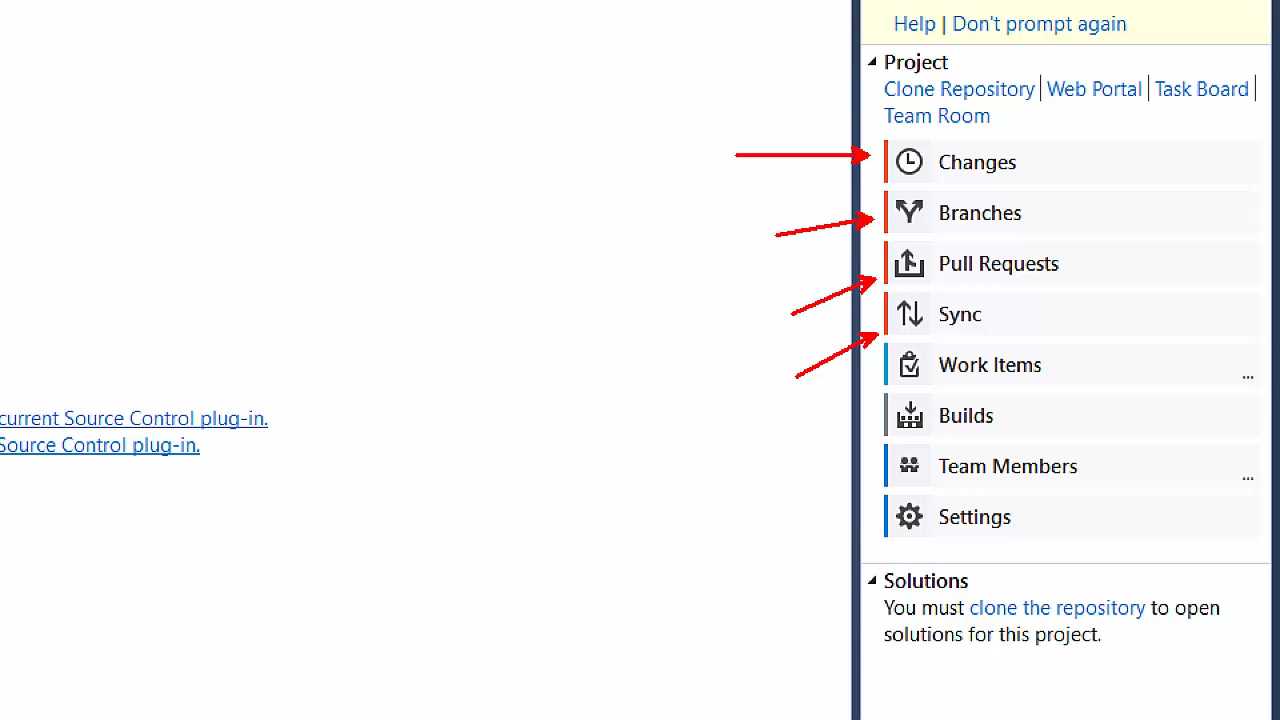 Help | Don't prompt again
Project
Clone Repository | Web Portal | Task Board |
Team Room
Changes
Branches
Pull Requests
Sync
Work Items ...
Builds
current Source Control plug-in.
Source Control plug-in.
Team Members ...
Settings
Solutions
You must clone the repository to open
solutions for this project.